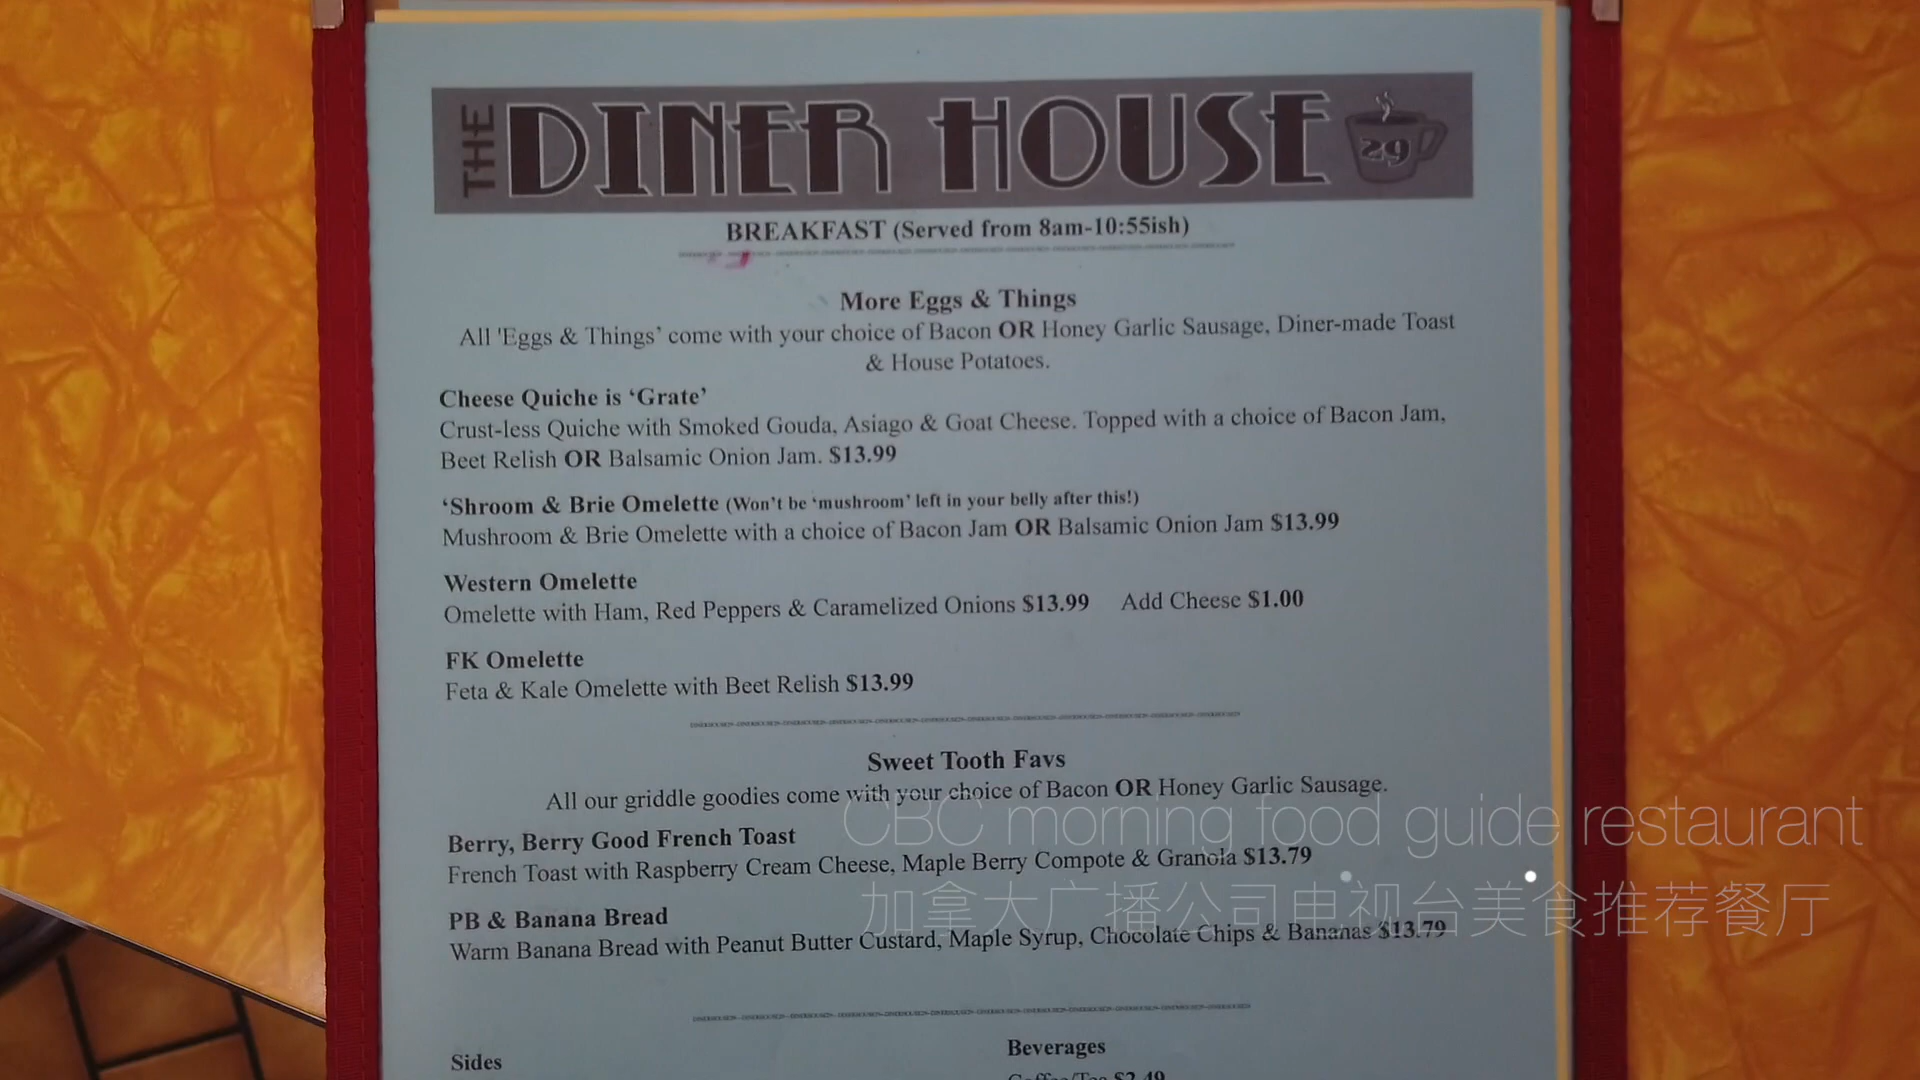 THE DINER HOUSE 29
BREAKFAST (Served from 8am-10:55ish)
More Eggs & Things
All 'Eggs & Things’ come with your choice of Bacon OR Honey Garlic Sausage, Diner-made Toast
& House Potatoes.
Cheese Quiche is ‘Grate’
Crust-less Quiche with Smoked Gouda, Asiago & Goat Cheese. Topped with a choice of Bacon Jam,
Beet Relish OR Balsamic Onion Jam. $13.99
‘Shroom & Brie Omelette (Won’t be ‘mushroom’ left in your belly after this!)
Mushroom & Brie Omelette with a choice of Bacon Jam OR Balsamic Onion Jam $13.99
Western Omelette
Omelette with Ham, Red Peppers & Caramelized Onions $13.99 Add Cheese $1.00
FK Omelette
Feta & Kale Omelette with Beet Relish $13.99
Sweet Tooth Favs
All our griddle goodies come with your choice of Bacon OR Honey Garlic Sausage.
CBC morning food guide restaurant
Berry, Berry Good French Toast
French Toast with Raspberry Cream Cheese, Maple Berry Compote & Granola $13.79
加拿大广播公司电视台美食推荐餐厅
PB & Banana Bread
Warm Banana Bread with Peanut Butter Custard, Maple Syrup, Chocolate Chips & Bananas $13.79
Sides
Beverages
Coffee/Tea $2.49